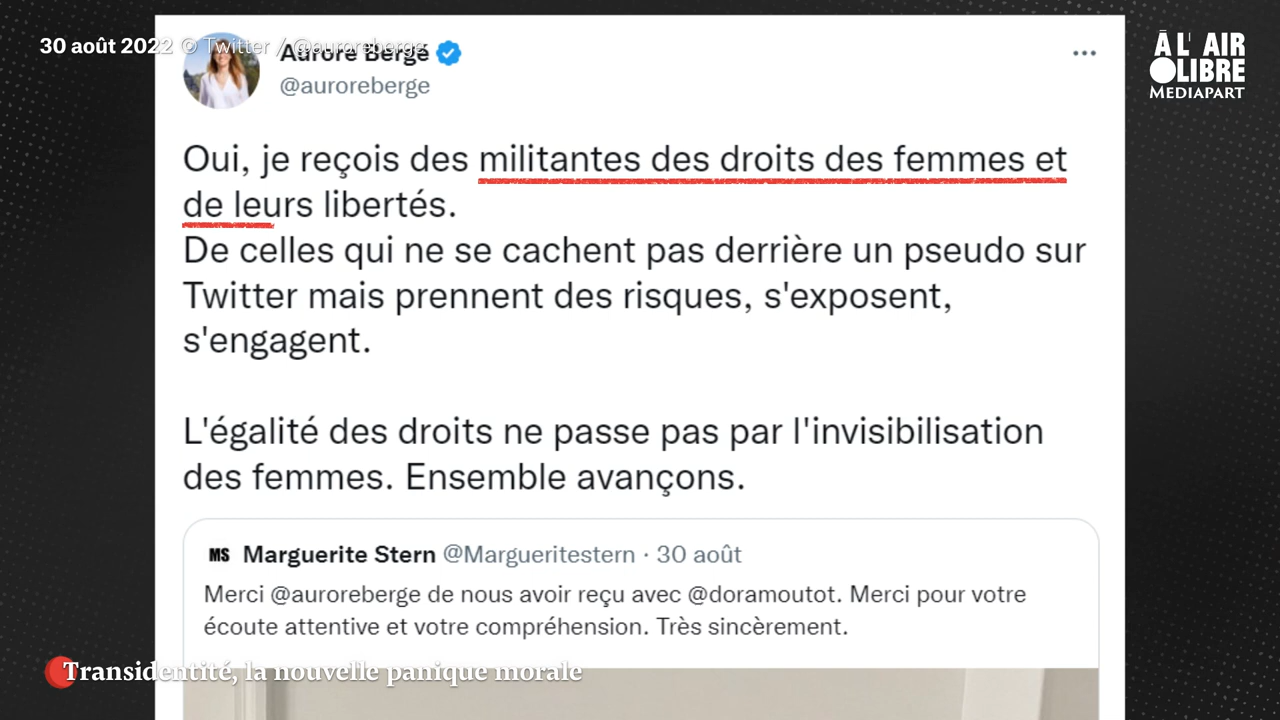 30 août 2022 © Twitter / @auroreberge
À L' AIR
LIBRE
MEDIAPART
Aurore Bergé
@auroreberge
Oui, je reçois des militantes des droits des femmes et
de leurs libertés.
De celles qui ne se cachent pas derrière un pseudo sur
Twitter mais prennent des risques, s'exposent,
s'engagent.
L'égalité des droits ne passe pas par l'invisibilisation
des femmes. Ensemble avançons.
MS Marguerite Stern @Margueritestern · 30 août
Merci @auroreberge de nous avoir reçu avec @doramoutot. Merci pour votre
écoute attentive et votre compréhension. Très sincèrement.
Transidentité, la nouvelle panique morale